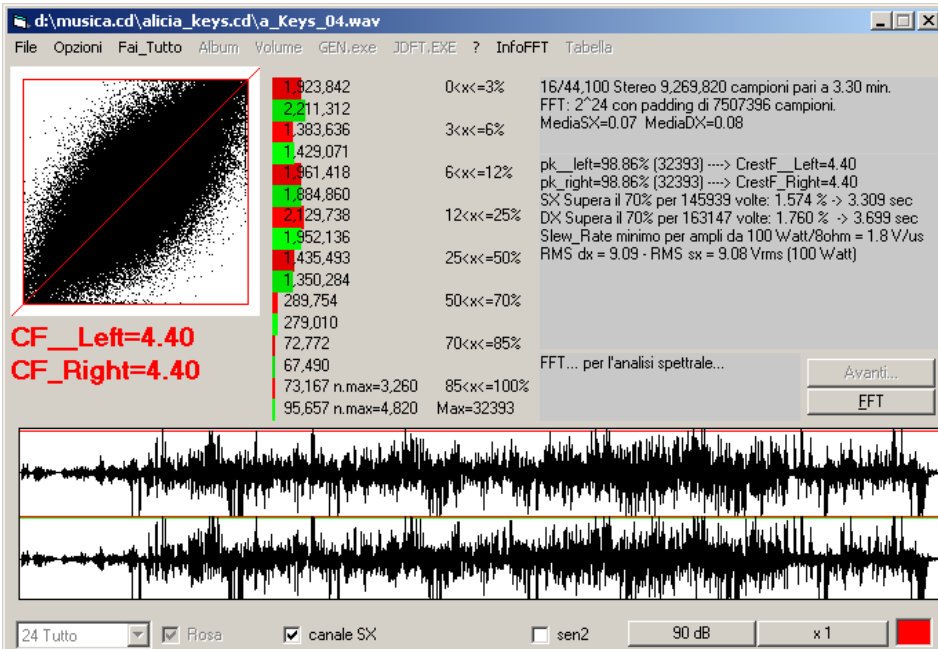 d:\musica.cd\alicia_keys.cd\a_Keys_04.wav
File Opzioni Fai_Tutto Album Volume GEN.exe JDFT.EXE ? InfoFFT Tabella
1,923,842 0<x<=3%
2,211,312
1,383,636 3<x<=6%
1,429,071
1,961,418 6<x<=12%
1,884,860
2,129,738 12<x<=25%
1,952,136
1,435,493 25<x<=50%
1,350,284
289,754 50<x<=70%
279,010
72,772 70<x<=85%
67,490
73,167 n.max=3,260 85<x<=100%
95,657 n.max=4,820 Max=32393
16/44,100 Stereo 9,269,820 campioni pari a 3.30 min.
FFT: 2^24 con padding di 7507396 campioni.
MediaSX=0.07 MediaDX=0.08
pk__left=98.86% (32393) ----> CrestF__Left=4.40
pk_right=98.86% (32393) ----> CrestF_Right=4.40
SX Supera il 70% per 145939 volte: 1.574 % -> 3.309 sec
DX Supera il 70% per 163147 volte: 1.760 % -> 3.699 sec
Slew_Rate minimo per ampli da 100 Watt/8ohm = 1.8 V/us
RMS dx = 9.09 - RMS sx = 9.08 Vrms (100 Watt)
CF__Left=4.40
CF_Right=4.40
FFT... per l'analisi spettrale...
Avanti...
FFT
24 Tutto Rosa canale SX sen2 90 dB x 1